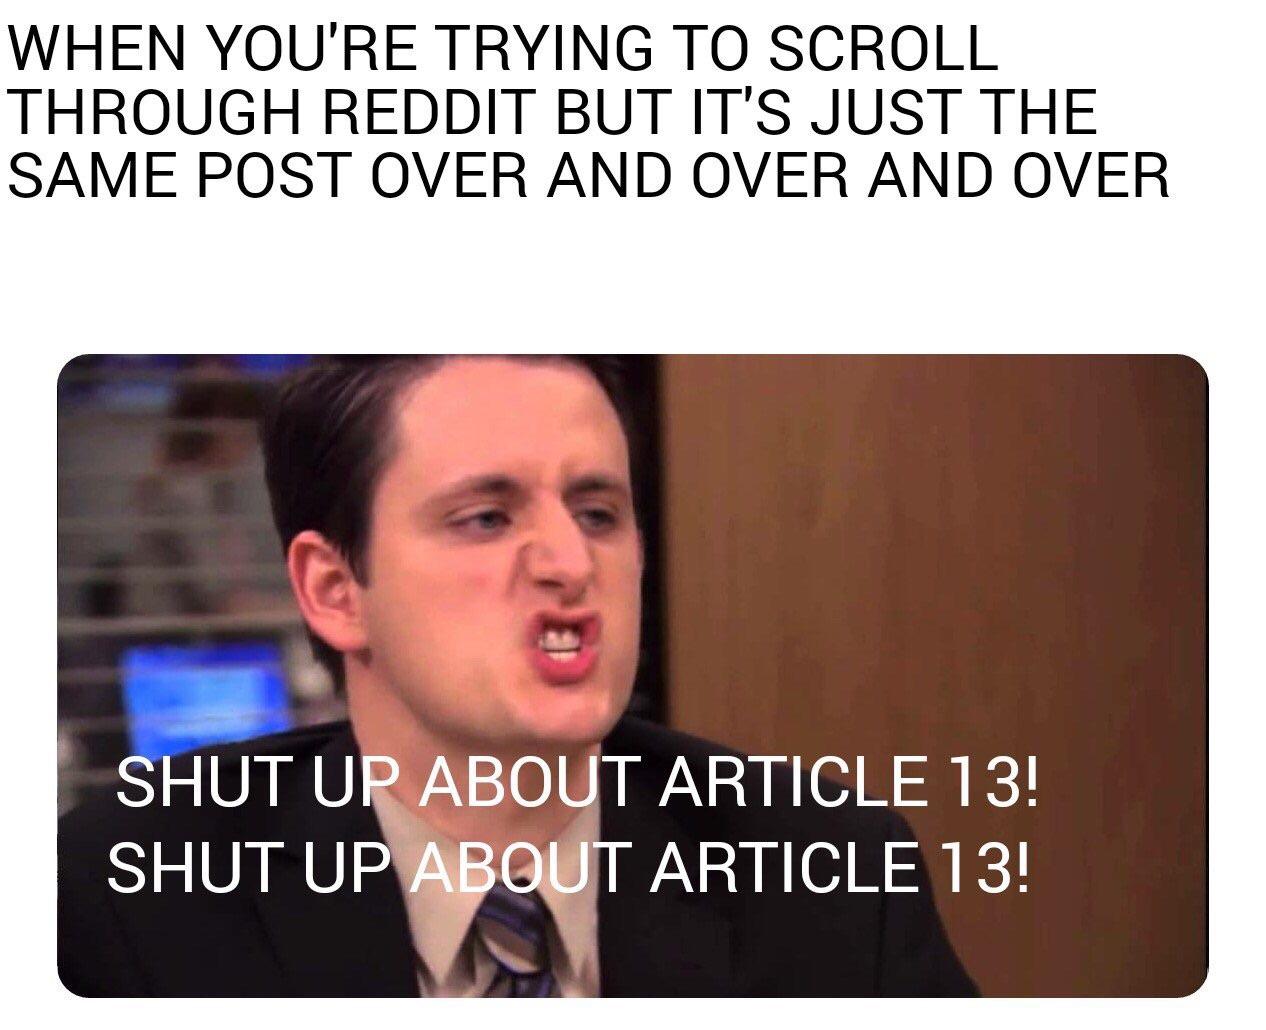 WHEN YOU'RE TRYING TO SCROLL
THROUGH REDDIT BUT IT'S JUST THE
SAME POST OVER AND OVER AND OVER
SHUT UP ABOUT ARTICLE 13!
SHUT UP ABOUT ARTICLE 13!